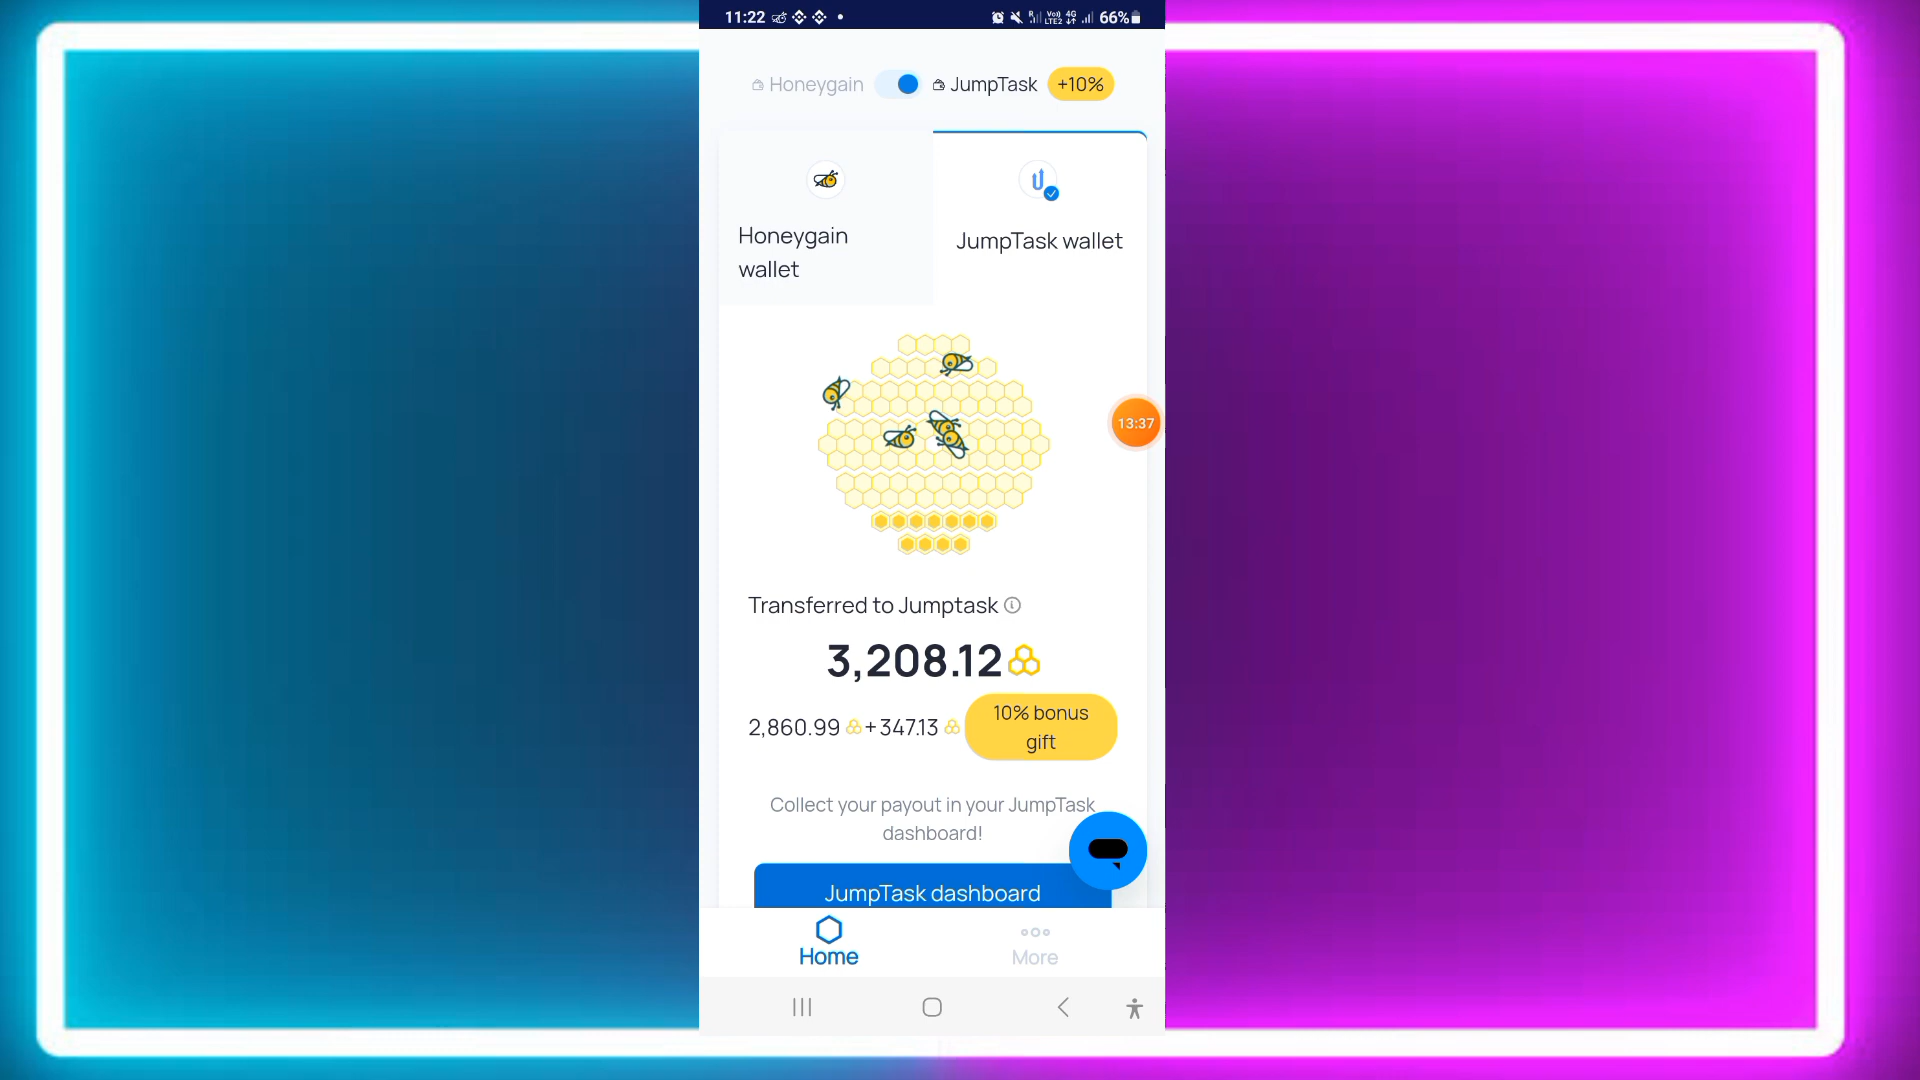 11:22
66%
Honeygain
JumpTask
+10%
Honeygain
wallet
JumpTask wallet
13:37
Transferred to Jumptask
3,208.12
2,860.99 + 347.13
10% bonus
gift
Collect your payout in your JumpTask
dashboard!
JumpTask dashboard
Home
More